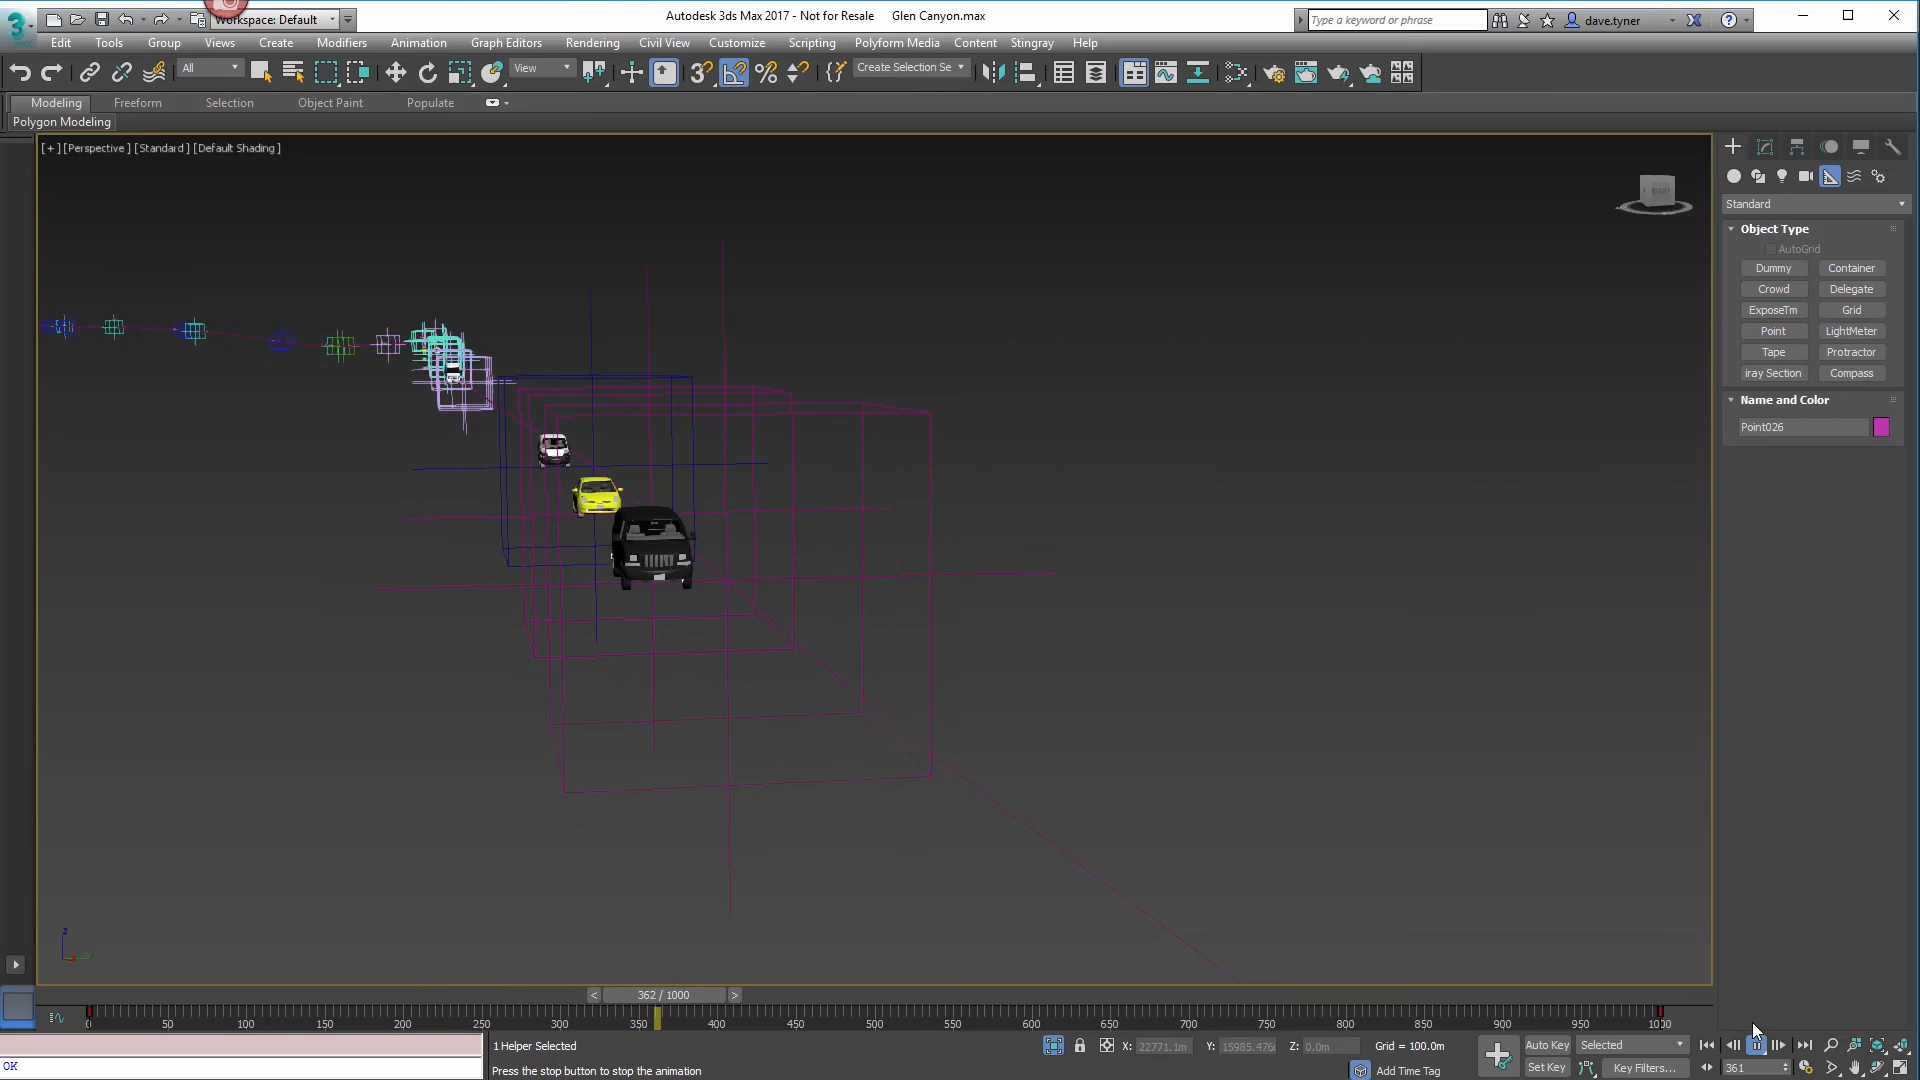 Workspace: Default
Autodesk 3ds Max 2017 - Not for Resale Glen Canyon.max
Type a keyword or phrase
dave.tyner
Edit Tools Group Views Create Modifiers Animation Graph Editors Rendering Civil View Customize Scripting Polyform Media Content Stingray Help
All
View
Create Selection Se
Modeling Freeform Selection Object Paint Populate
Polygon Modeling
[+] [Perspective] [Standard] [Default Shading]
RIGHT
Standard
Object Type
AutoGrid
Dummy Container
Crowd Delegate
ExposeTm Grid
Point LightMeter
Tape Protractor
iray Section Compass
Name and Color
Point026
z
362 / 1000
0 50 100 150 200 250 300 350 400 450 500 550 600 650 700 750 800 850 900 950 1000
1 Helper Selected
X: 22771.1m Y: 15985.476 Z: 0.0m Grid = 100.0m
Auto Key Selected
OK
Press the stop button to stop the animation
Add Time Tag
Set Key Key Filters...
361